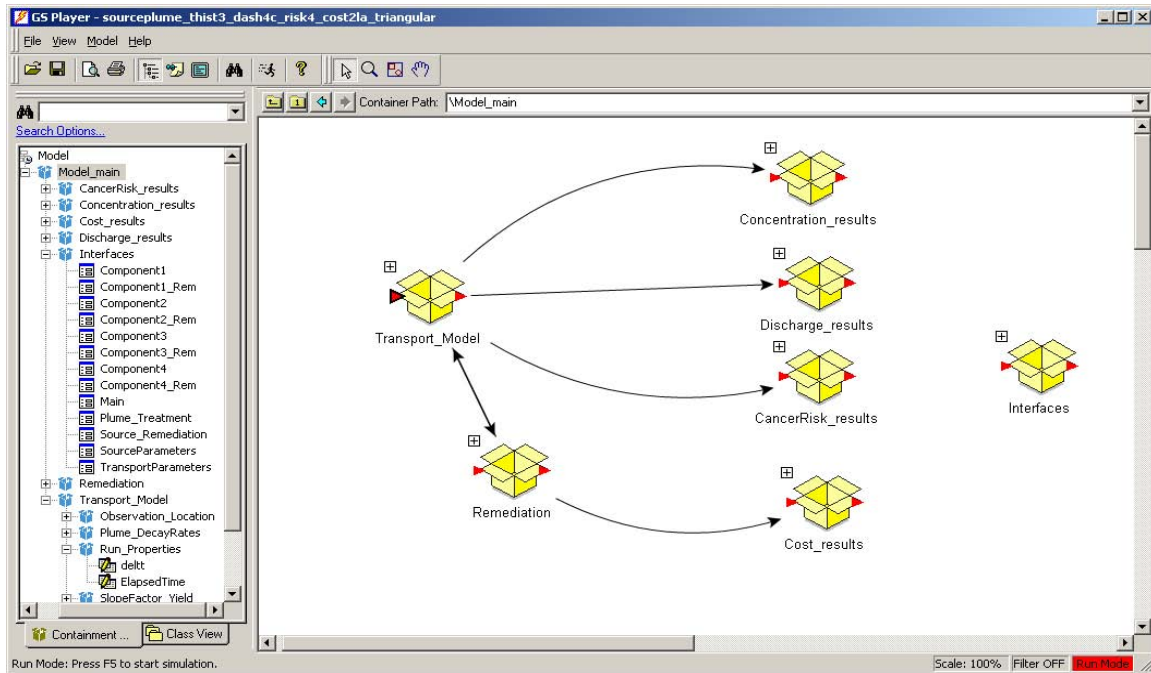 GS Player - sourceplume_thist3_dash4c_risk4_cost2la_triangular
File View Model Help
Container Path: \Model_main
Search Options...
Model
Model_main
CancerRisk_results
Concentration_results
Cost_results
Discharge_results
Interfaces
Component1
Component1_Rem
Component2
Component2_Rem
Component3
Component3_Rem
Component4
Component4_Rem
Main
Plume_Treatment
Source_Remediation
SourceParameters
TransportParameters
Remediation
Transport_Model
Observation_Location
Plume_DecayRates
Run_Properties
deltt
ElapsedTime
SlopeFactor_Yield
Containment ... Class View
Concentration_results
Transport_Model
Discharge_results
CancerRisk_results
Interfaces
Remediation
Cost_results
Run Mode: Press F5 to start simulation.
Scale: 100% Filter OFF Run Mode